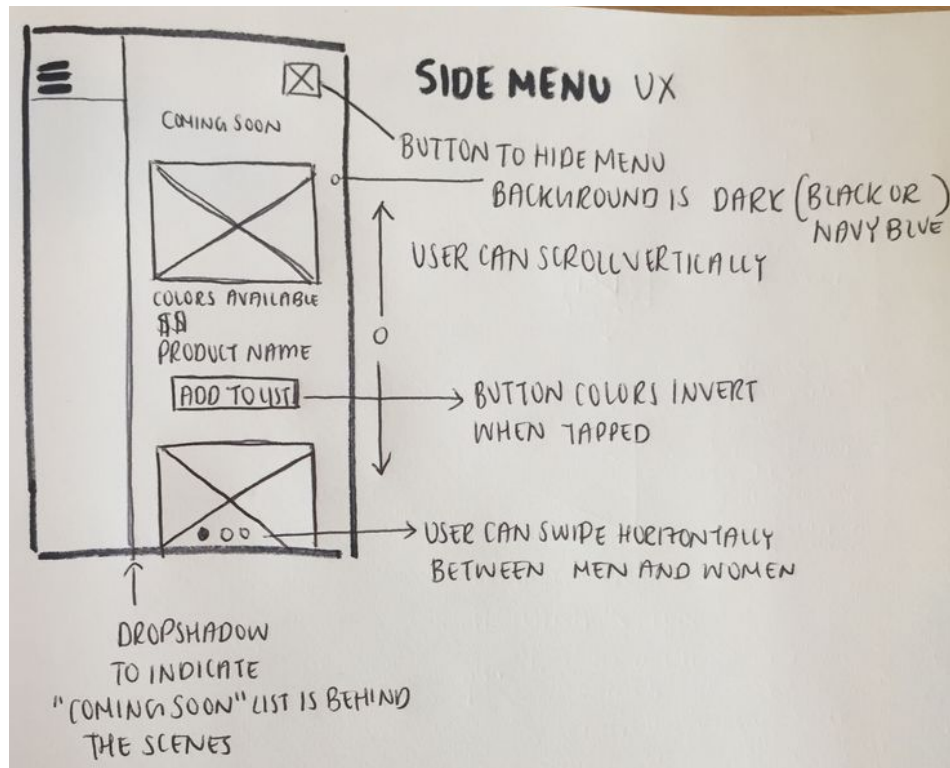 SIDE MENU UX
COMING SOON
BUTTON TO HIDE MENU
BACKGROUND IS DARK (BLACK OR NAVY BLUE)
USER CAN SCROLL VERTICALLY
COLORS AVAILABLE
$$
PRODUCT NAME
ADD TO LIST
BUTTON COLORS INVERT
WHEN TAPPED
USER CAN SWIPE HORIZONTALLY
BETWEEN MEN AND WOMEN
DROPSHADOW
TO INDICATE
"COMING SOON" LIST IS BEHIND
THE SCENES